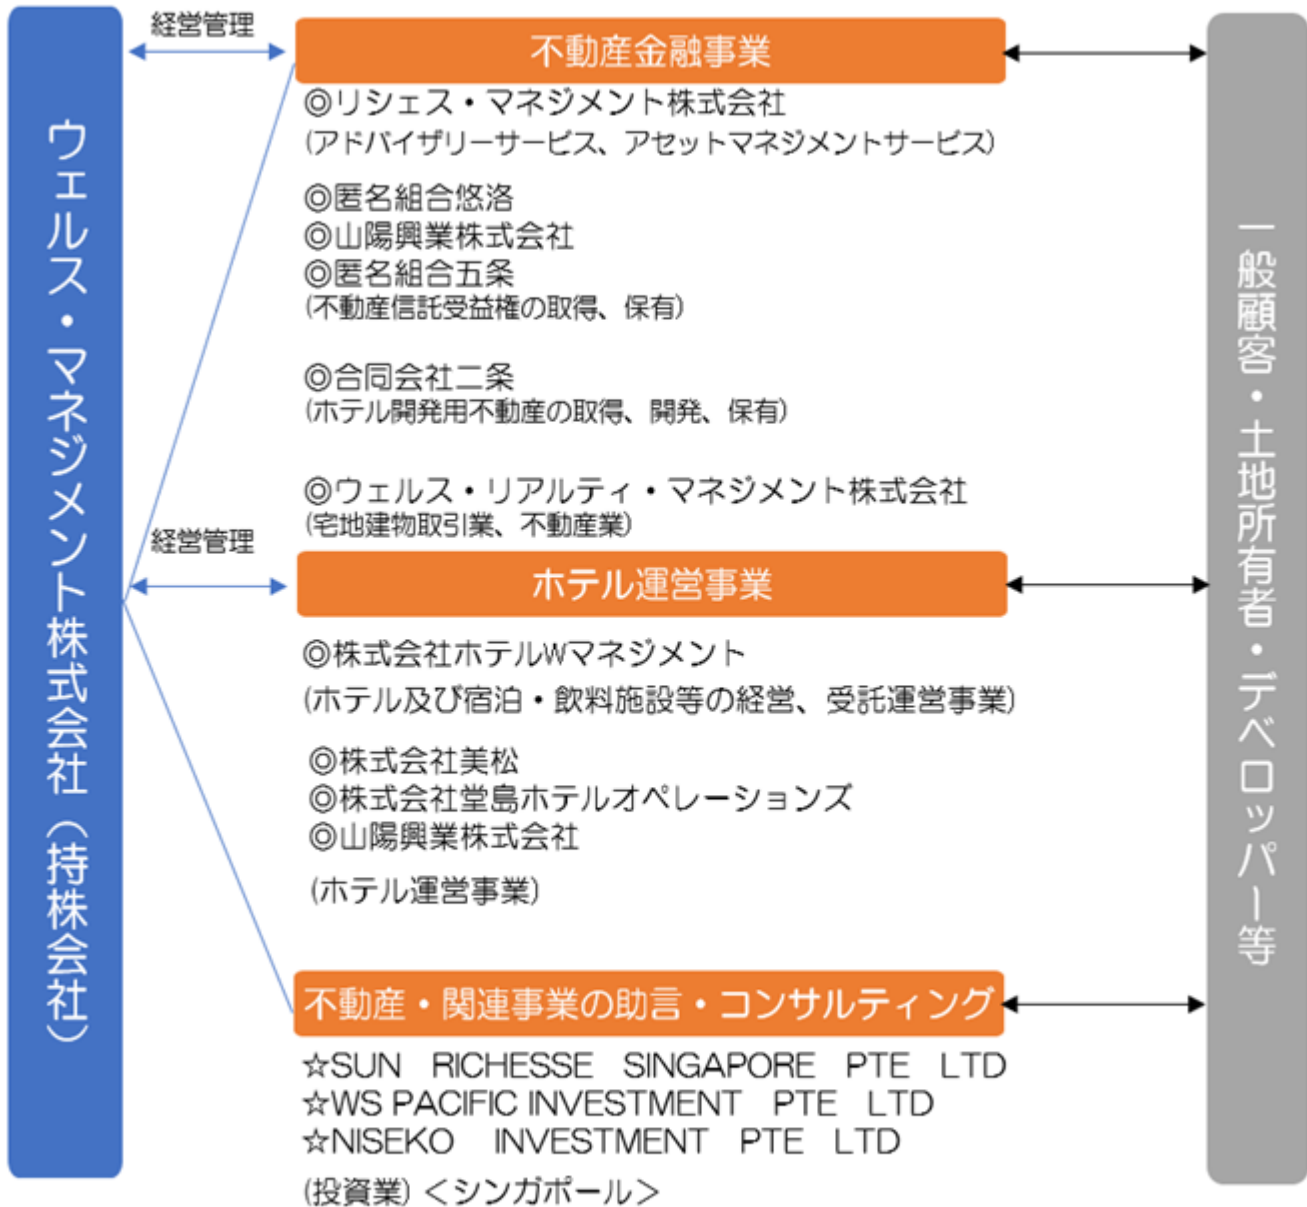 ウェルス・マネジメント株式会社（持株会社）
経営管理
不動産金融事業
◎リシェス・マネジメント株式会社
(アドバイザリーサービス、アセットマネジメントサービス)
◎匿名組合悠洛
◎山陽興業株式会社
◎匿名組合五条
(不動産信託受益権の取得、保有)
◎合同会社二条
(ホテル開発用不動産の取得、開発、保有)
◎ウェルス・リアルティ・マネジメント株式会社
(宅地建物取引業、不動産業)
経営管理
ホテル運営事業
◎株式会社ホテルWマネジメント
(ホテル及び宿泊・飲料施設等の経営、受託運営事業)
◎株式会社美松
◎株式会社堂島ホテルオペレーションズ
◎山陽興業株式会社
(ホテル運営事業)
不動産・関連事業の助言・コンサルティング
☆SUN RICHESSE SINGAPORE PTE LTD
☆WS PACIFIC INVESTMENT PTE LTD
☆NISEKO INVESTMENT PTE LTD
(投資業)＜シンガポール＞
一般顧客・土地所有者・デベロッパー等